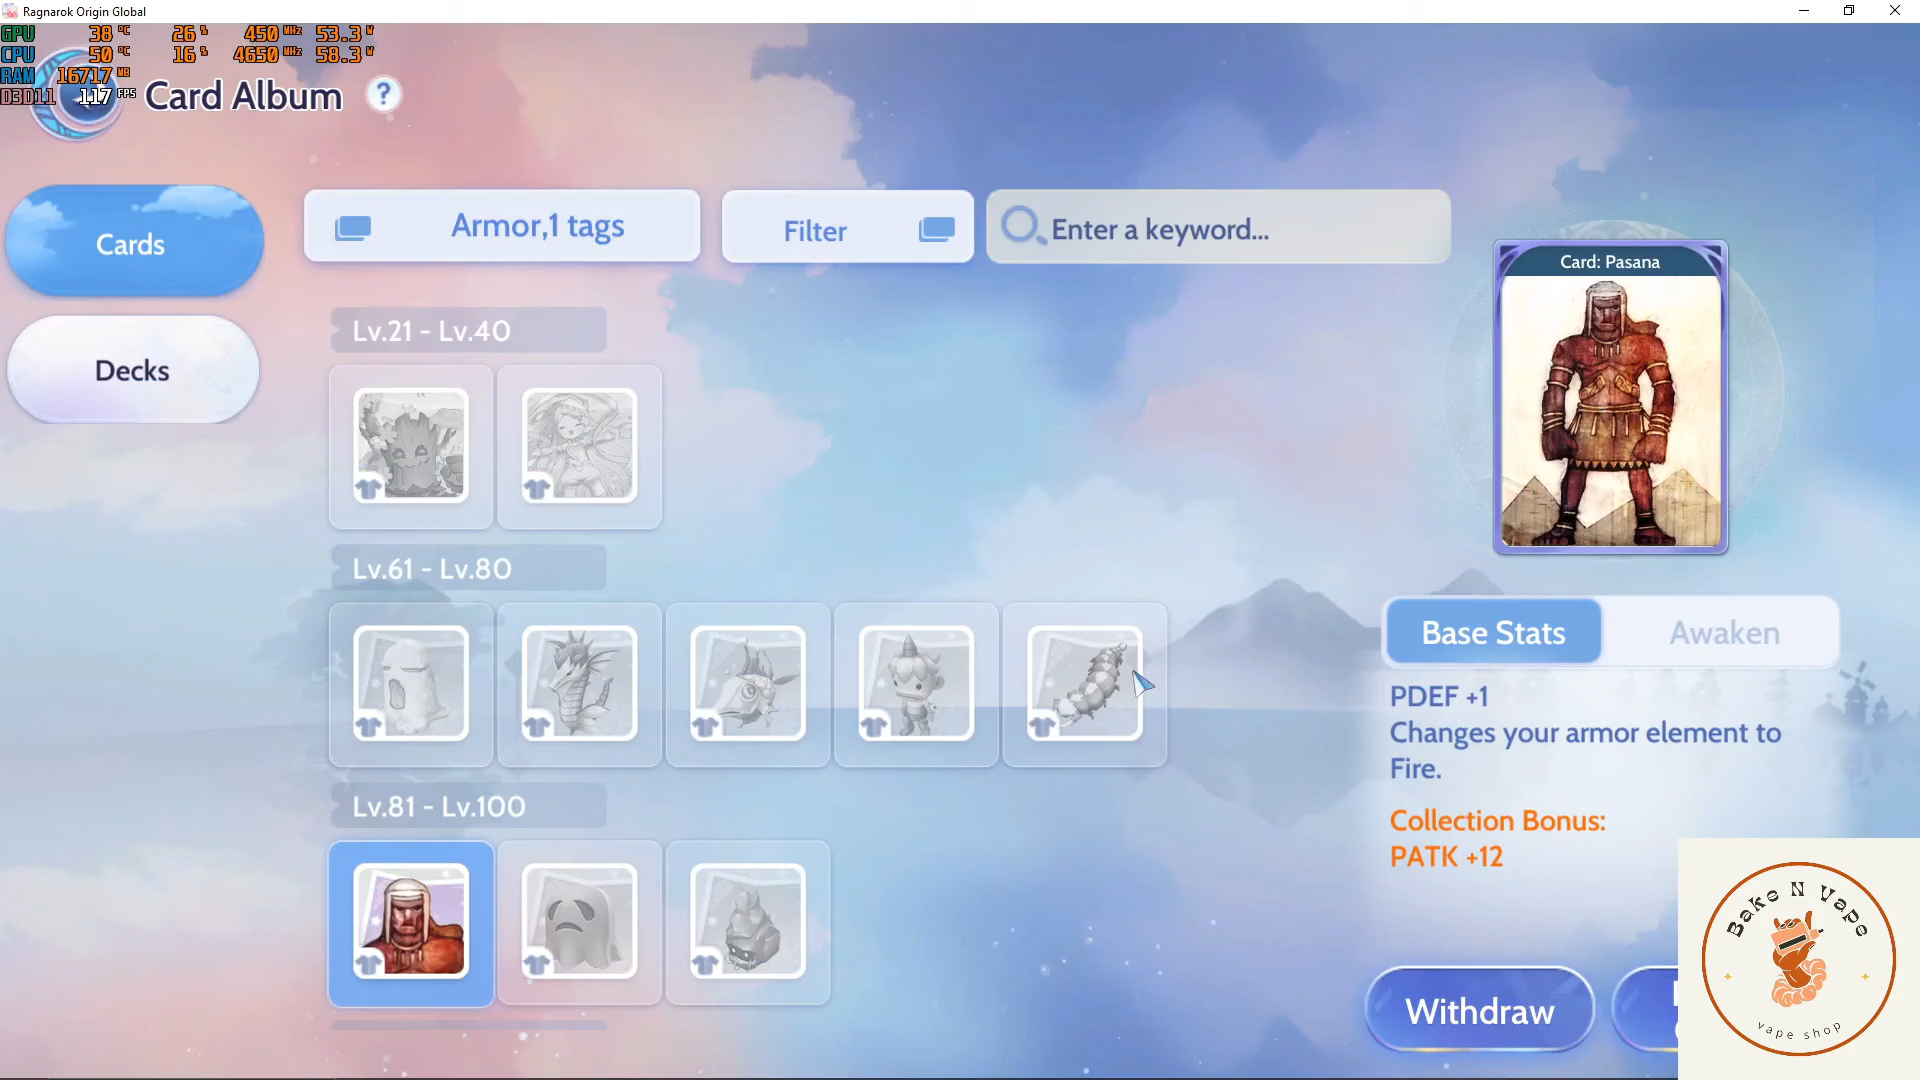 Ragnarok Origin Global
GPU 38 °C 26 % 450 MHz 53.3 W
CPU 50 °C 16 % 4650 MHz 58.3 W
RAM 16717 MB
D3D11 117 FPS
Card Album ?
Cards
Decks
Armor,1 tags
Filter
Enter a keyword...
Lv.21 - Lv.40
Lv.61 - Lv.80
Lv.81 - Lv.100
Card: Pasana
Base Stats
Awaken
PDEF +1
Changes your armor element to
Fire.
Collection Bonus:
PATK +12
Withdraw
Bake N Vape
vape shop